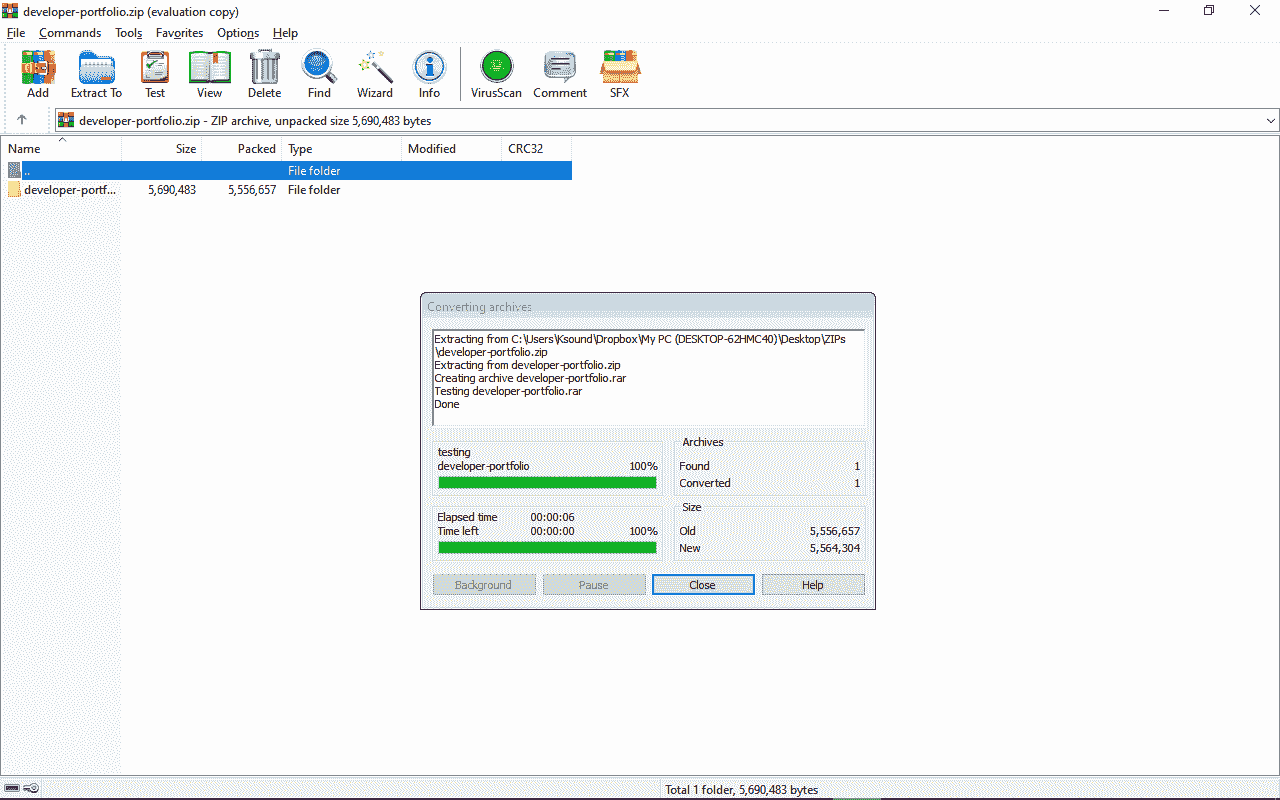 developer-portfolio.zip (evaluation copy)
File Commands Tools Favorites Options Help
Add Extract To Test View Delete Find Wizard Info VirusScan Comment SFX
developer-portfolio.zip - ZIP archive, unpacked size 5,690,483 bytes
Name Size Packed Type Modified CRC32
.. File folder
developer-portf... 5,690,483 5,556,657 File folder
Converting archives
Extracting from C:\Users\Ksound\Dropbox\My PC (DESKTOP-62HMC40)\Desktop\ZIPs
\developer-portfolio.zip
Extracting from developer-portfolio.zip
Creating archive developer-portfolio.rar
Testing developer-portfolio.rar
Done
testing
developer-portfolio 100%
Archives
Found 1
Converted 1
Elapsed time 00:00:06
Time left 00:00:00 100%
Size
Old 5,556,657
New 5,564,304
Background Pause Close Help
Total 1 folder, 5,690,483 bytes